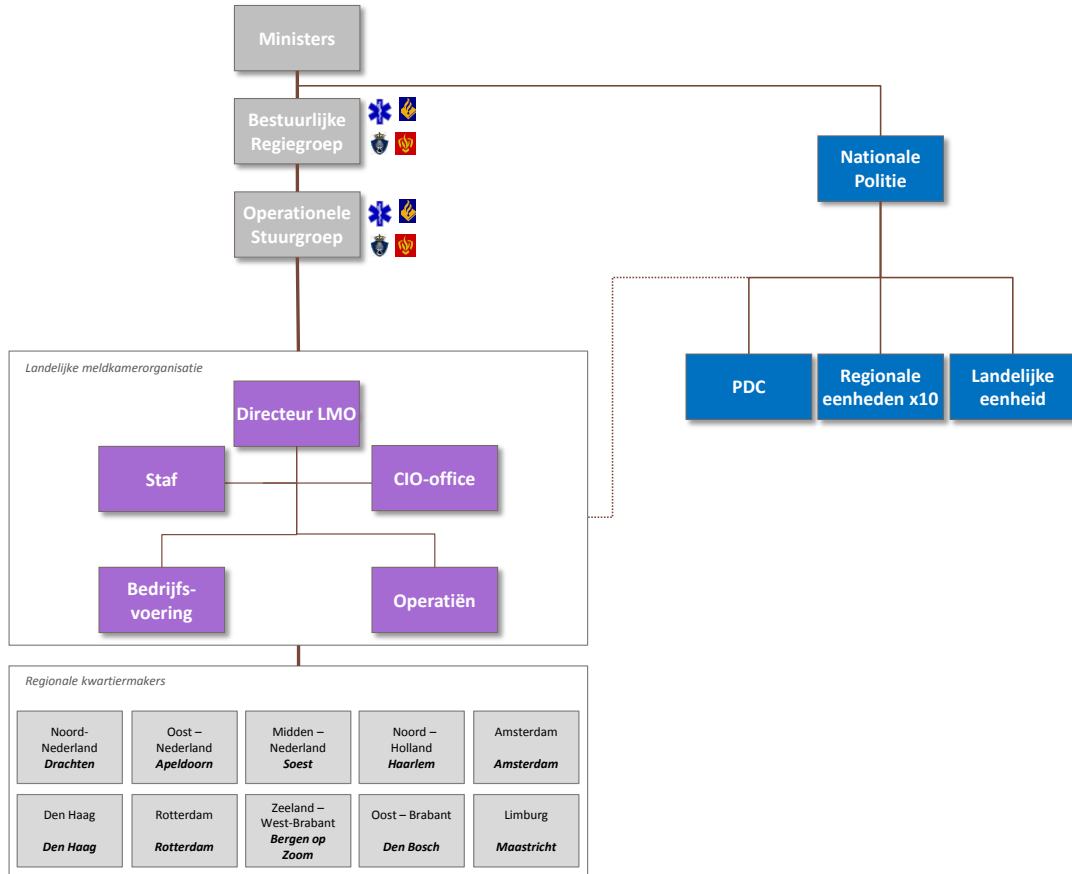 Ministers
Bestuurlijke
Regiegroep
Nationale
Politie
Operationele
Stuurgroep
Landelijke meldkamerorganisatie
Directeur LMO
PDC
Regionale
eenheden x10
Landelijke
eenheid
Staf
CIO-office
Bedrijfs-
voering
Operatiën
Regionale kwartiermakers
Noord-
Nederland
Drachten
Oost –
Nederland
Apeldoorn
Midden –
Nederland
Soest
Noord –
Holland
Haarlem
Amsterdam
Amsterdam
Den Haag
Den Haag
Rotterdam
Rotterdam
Zeeland –
West-Brabant
Bergen op
Zoom
Oost – Brabant
Den Bosch
Limburg
Maastricht